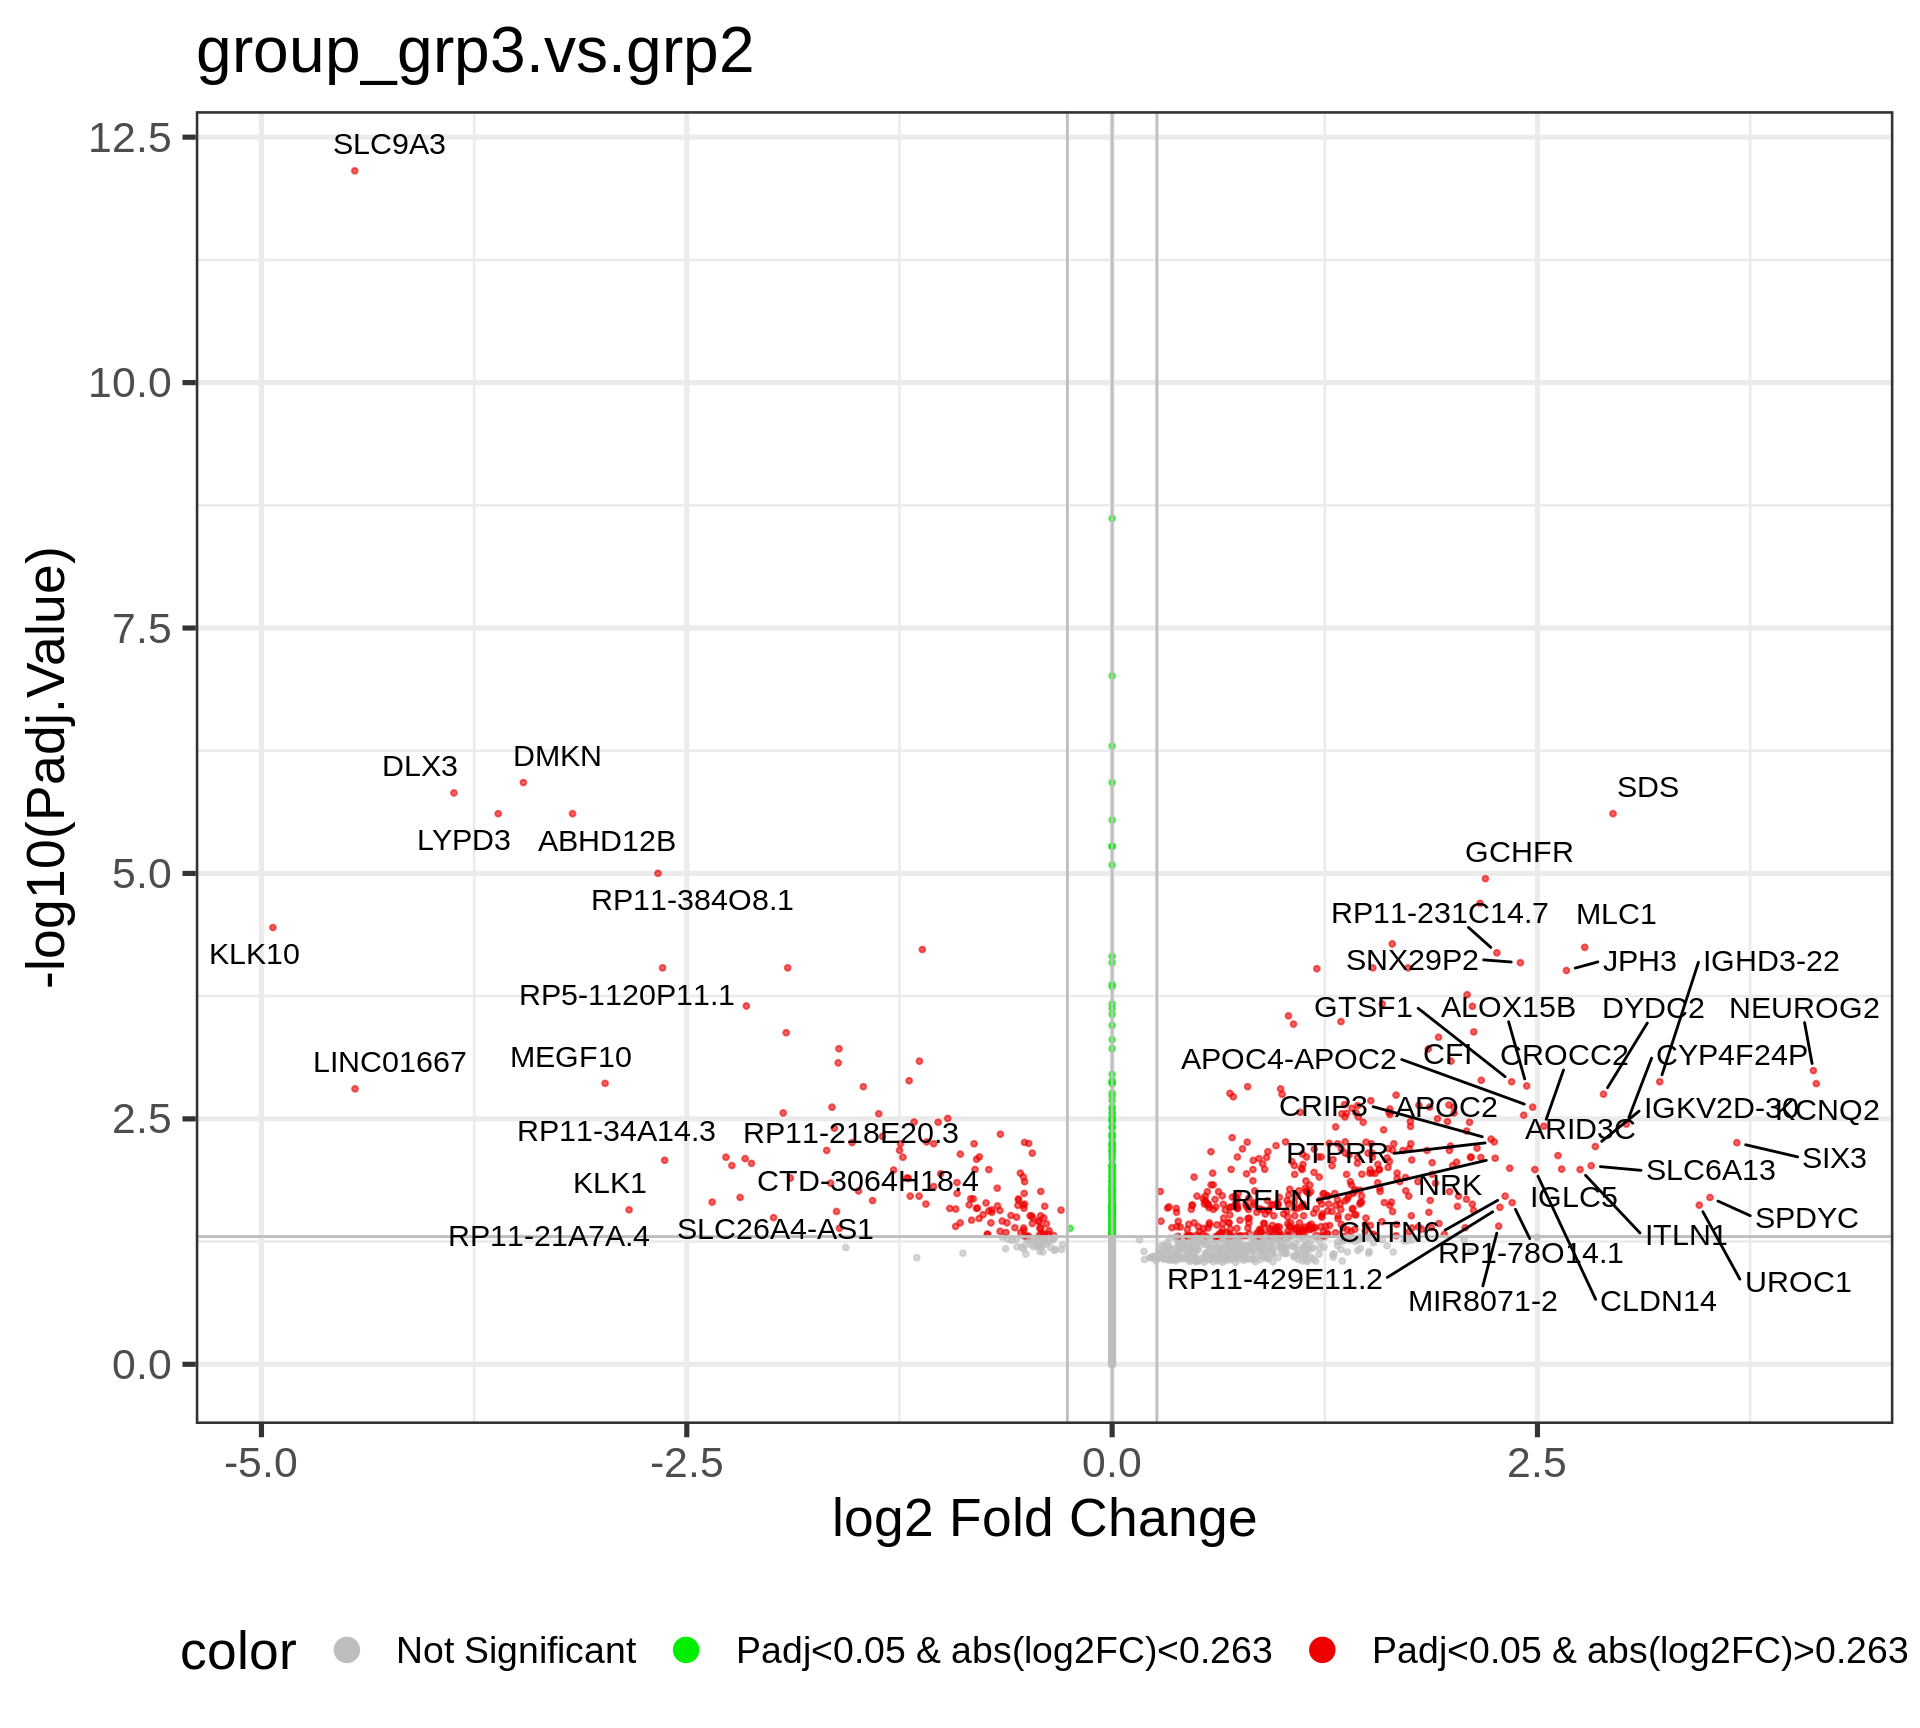 group_grp3.vs.grp2
12.5
10.0
7.5
5.0
2.5
0.0
-log10(Padj.Value)
SLC9A3
DLX3
DMKN
LYPD3
ABHD12B
SDS
GCHFR
RP11-384O8.1
RP11-231C14.7
MLC1
KLK10
SNX29P2
JPH3
IGHD3-22
RP5-1120P11.1
GTSF1
ALOX15B
DYDC2
NEUROG2
LINC01667
MEGF10
APOC4-APOC2
CFI
CROCC2
CYP4F24P
CRIP3
APOC2
IGKV2D-30
KCNQ2
RP11-34A14.3
RP11-218E20.3
ARID3C
PTPRR
SIX3
KLK1
CTD-3064H18.4
NRK
SLC6A13
RELN
IGLC5
RP11-21A7A.4
SLC26A4-AS1
CNTN6
ITLN1
SPDYC
RP1-78O14.1
RP11-429E11.2
UROC1
MIR8071-2
CLDN14
-5.0
-2.5
0.0
2.5
log2 Fold Change
color
Not Significant
Padj<0.05 & abs(log2FC)<0.263
Padj<0.05 & abs(log2FC)>0.263